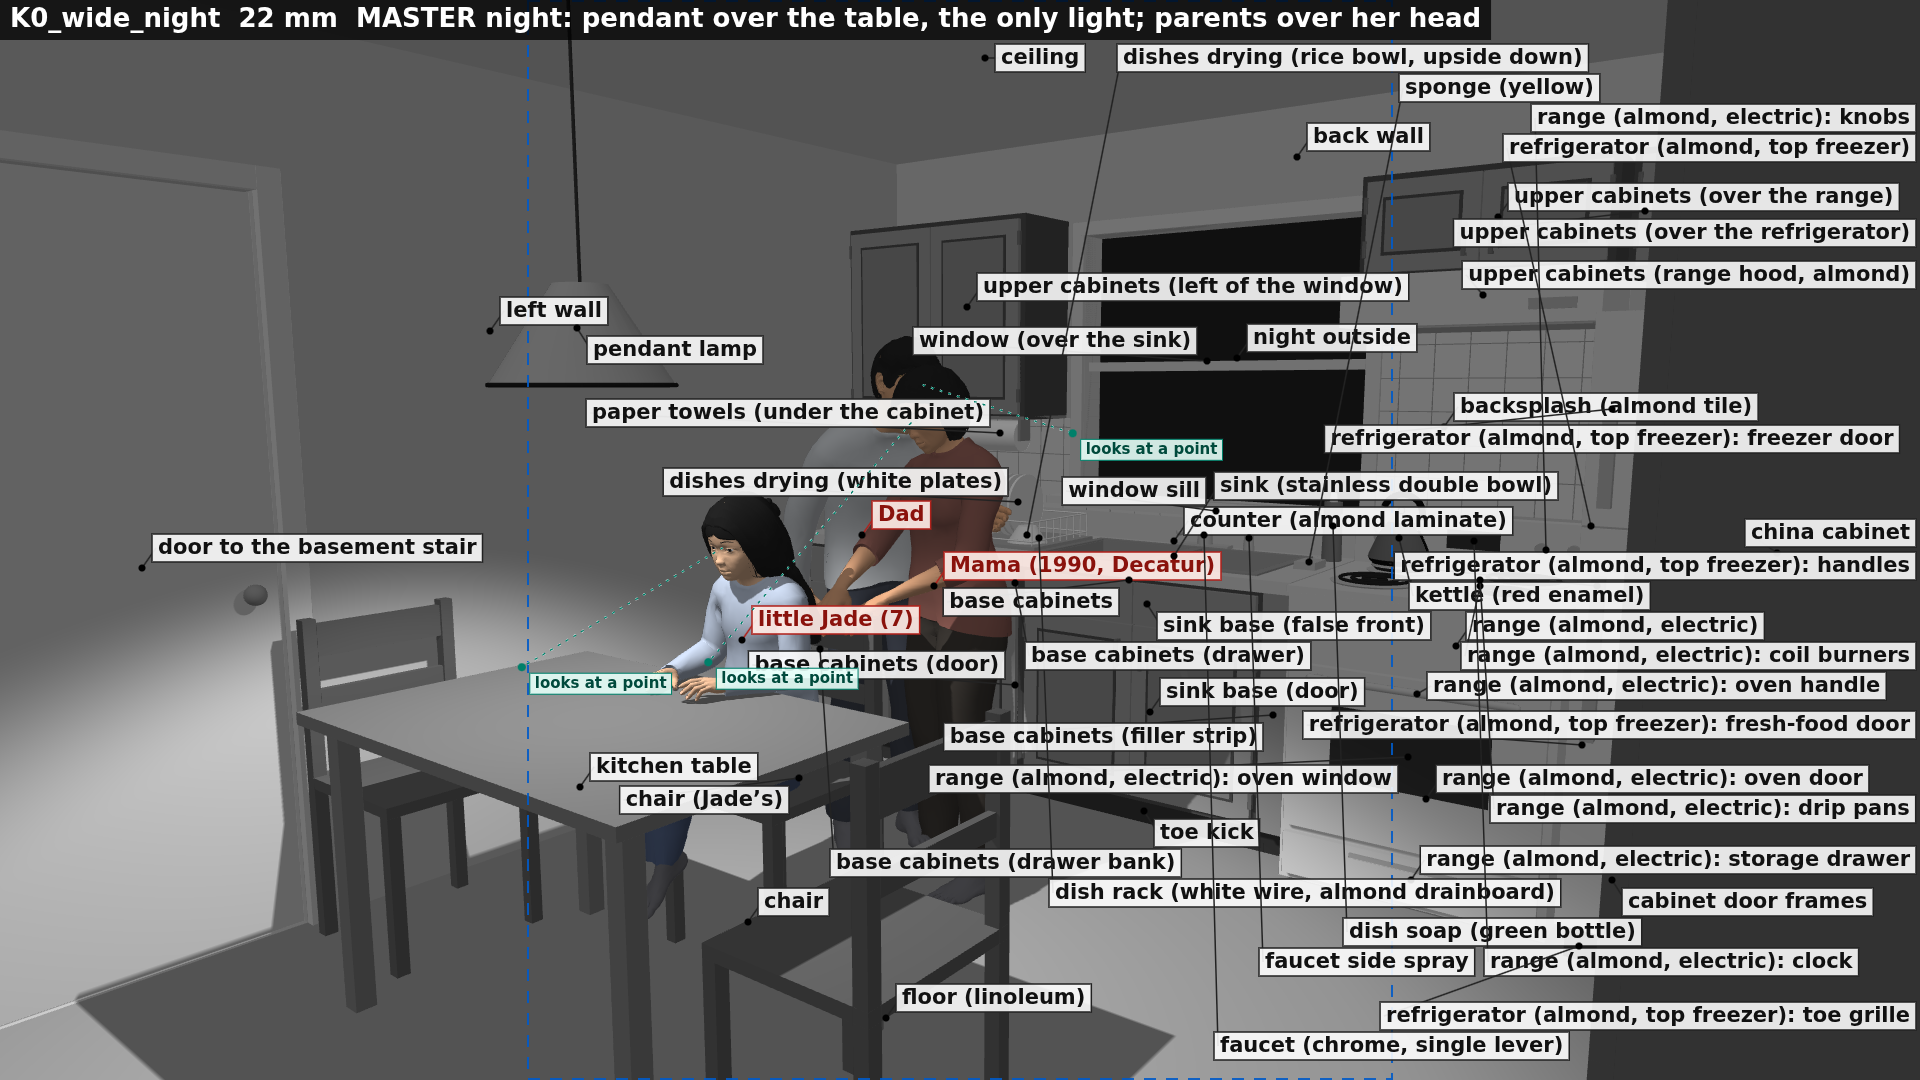 K0_wide_night  22 mm  MASTER night: pendant over the table, the only light; parents over her head
ceiling
dishes drying (rice bowl, upside down)
sponge (yellow)
range (almond, electric): knobs
back wall
refrigerator (almond, top freezer)
upper cabinets (over the range)
upper cabinets (over the refrigerator)
upper cabinets (range hood, almond)
upper cabinets (left of the window)
left wall
pendant lamp
window (over the sink)
night outside
paper towels (under the cabinet)
backsplash (almond tile)
refrigerator (almond, top freezer): freezer door
looks at a point
dishes drying (white plates)
window sill
sink (stainless double bowl)
Dad
counter (almond laminate)
china cabinet
door to the basement stair
Mama (1990, Decatur)
refrigerator (almond, top freezer): handles
base cabinets
kettle (red enamel)
little Jade (7)
sink base (false front)
range (almond, electric)
base cabinets (door)
base cabinets (drawer)
range (almond, electric): coil burners
looks at a point
looks at a point
sink base (door)
range (almond, electric): oven handle
base cabinets (filler strip)
refrigerator (almond, top freezer): fresh-food door
kitchen table
range (almond, electric): oven window
range (almond, electric): oven door
chair (Jade’s)
range (almond, electric): drip pans
toe kick
base cabinets (drawer bank)
range (almond, electric): storage drawer
chair
dish rack (white wire, almond drainboard)
cabinet door frames
dish soap (green bottle)
faucet side spray
range (almond, electric): clock
floor (linoleum)
refrigerator (almond, top freezer): toe grille
faucet (chrome, single lever)